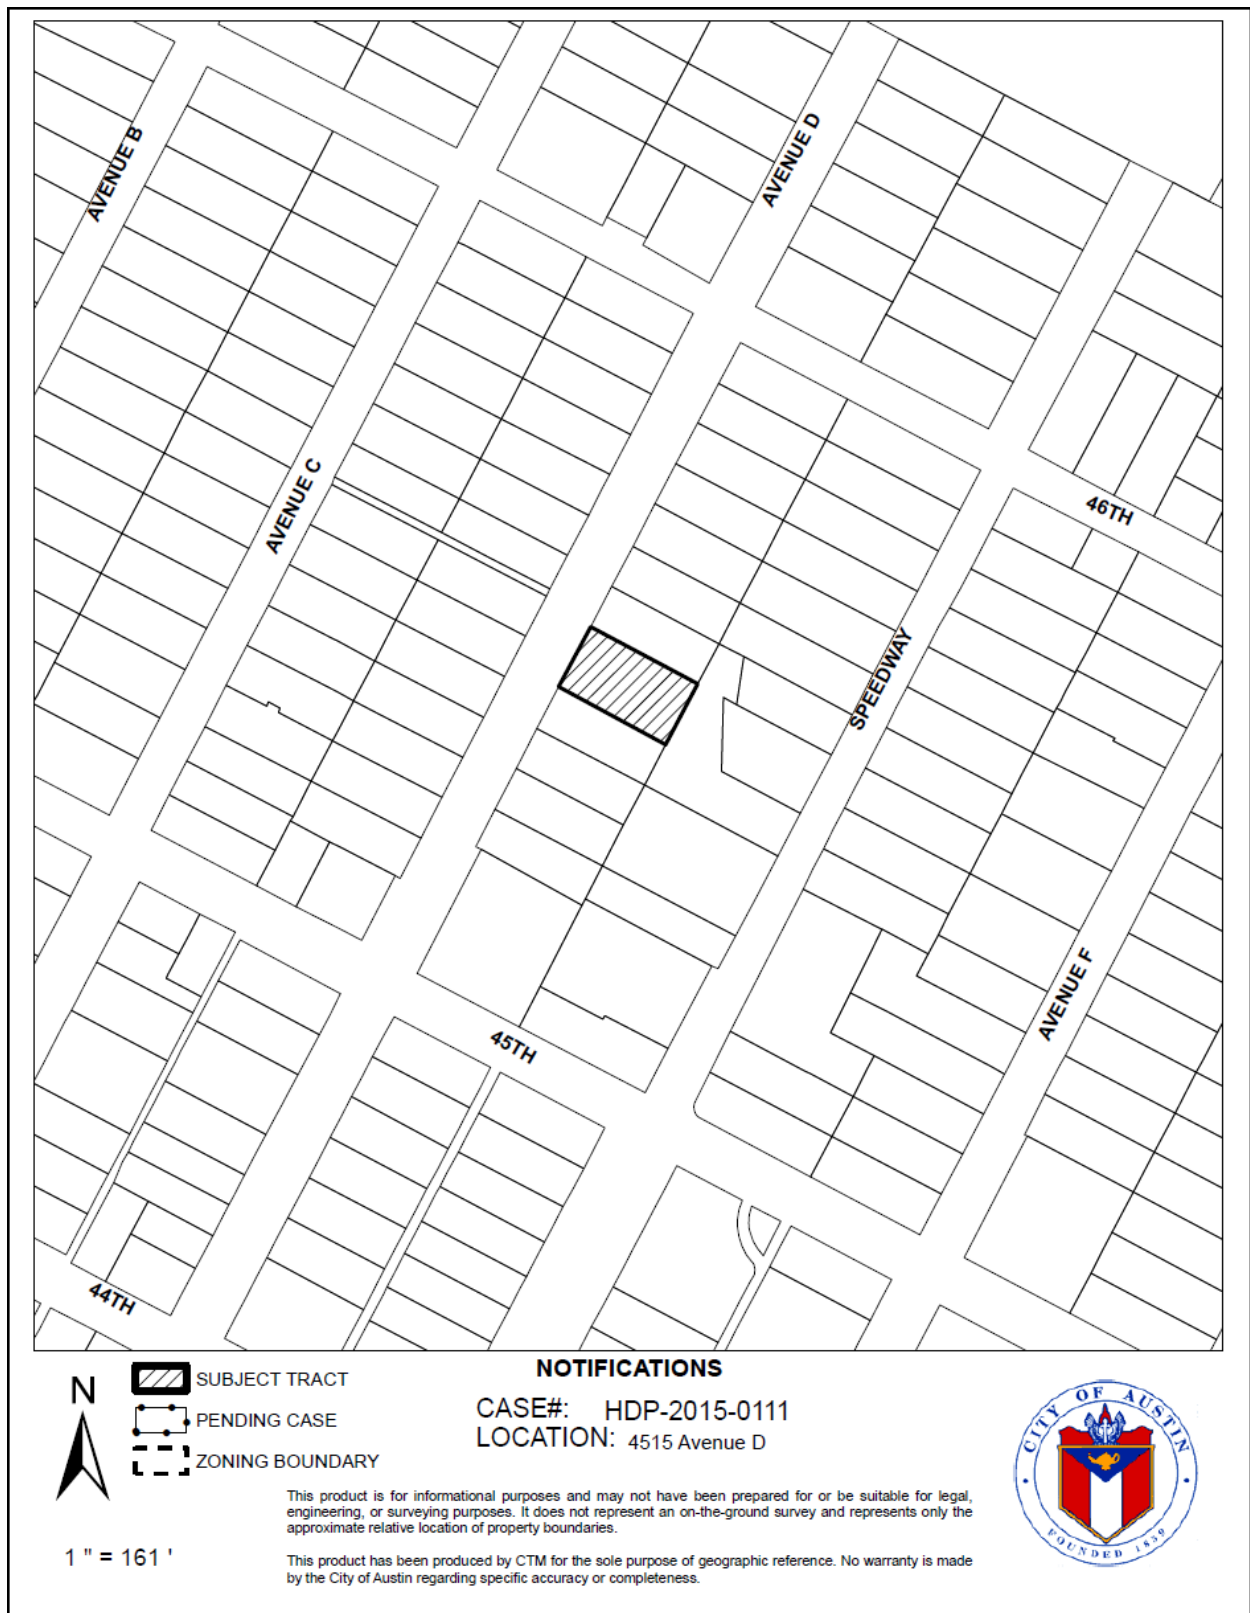 AVENUE B
AVENUE D
AVENUE C
46TH
SPEEDWAY
AVENUE F
45TH
44TH
NOTIFICATIONS
N
SUBJECT TRACT
PENDING CASE
ZONING BOUNDARY
CASE#: HDP-2015-0111
LOCATION: 4515 Avenue D
This product is for informational purposes and may not have been prepared for or be suitable for legal,
engineering, or surveying purposes. It does not represent an on-the-ground survey and represents only the
approximate relative location of property boundaries.
1 " = 161 '
This product has been produced by CTM for the sole purpose of geographic reference. No warranty is made
by the City of Austin regarding specific accuracy or completeness.
CITY OF AUSTIN
FOUNDED 1839